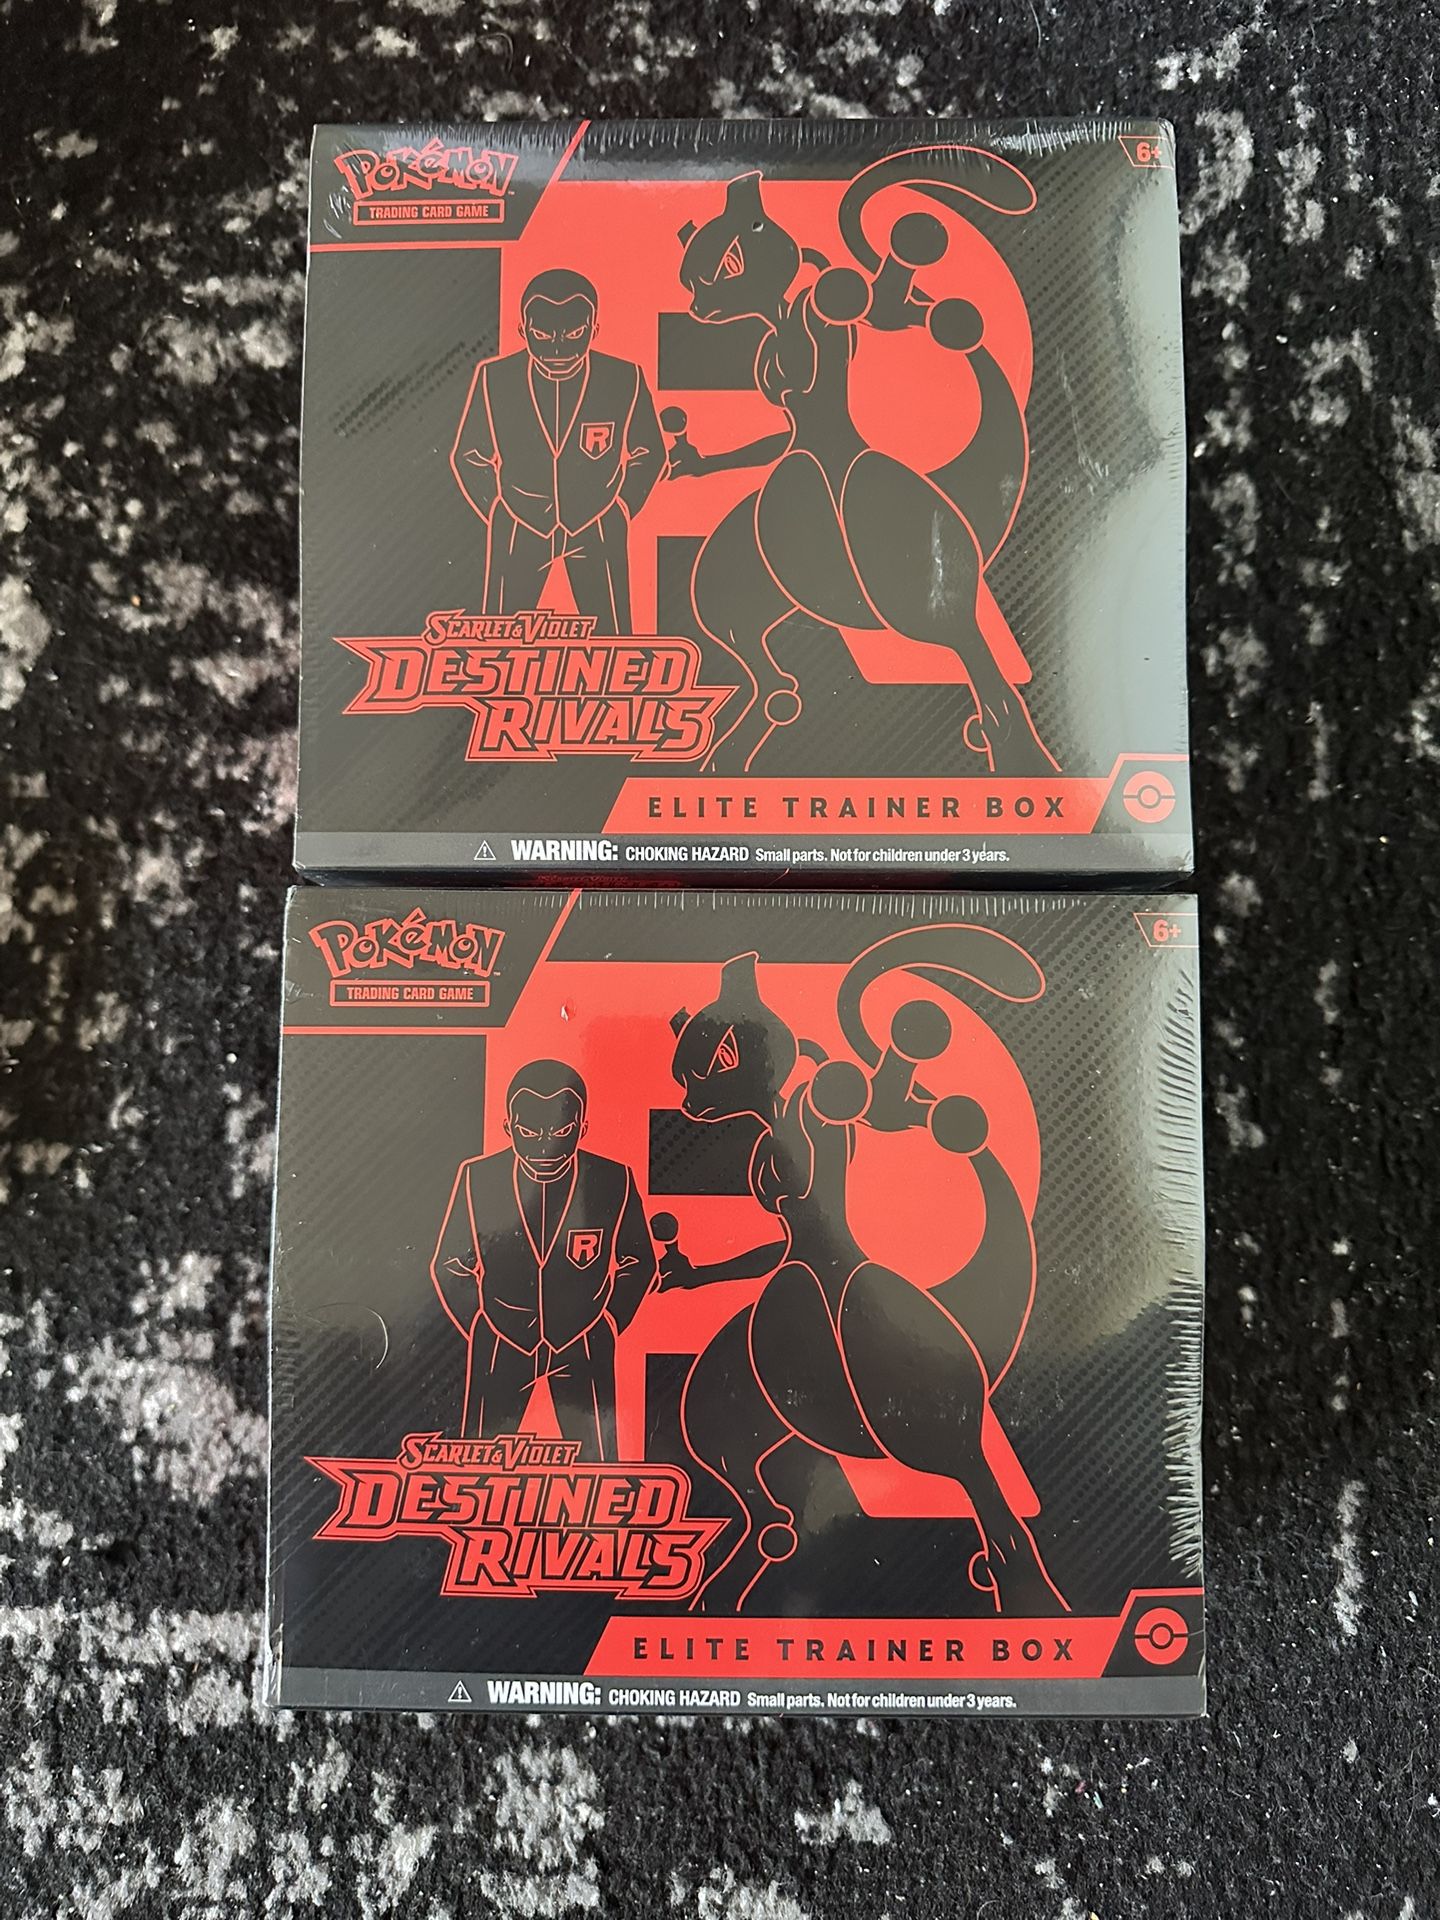 POKéMON™
TRADING CARD GAME
6+
R
SCARLET & VIOLET
DESTINED
RIVALS
ELITE TRAINER BOX
⚠ WARNING: CHOKING HAZARD Small parts. Not for children under 3 years.
POKéMON™
TRADING CARD GAME
6+
R
SCARLET & VIOLET
DESTINED
RIVALS
ELITE TRAINER BOX
⚠ WARNING: CHOKING HAZARD Small parts. Not for children under 3 years.